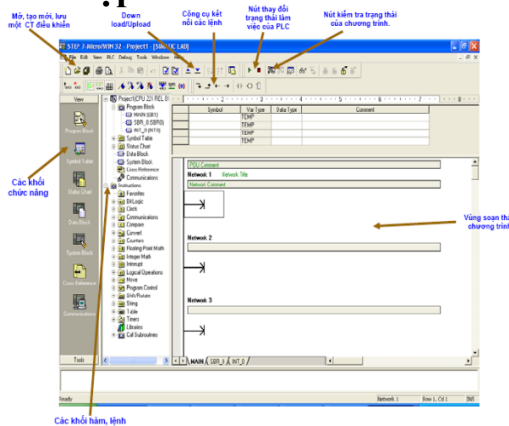 Mở, tạo mới, lưu
một CT điều khiển
Down
load/Upload
Công cụ kết
nối các lệnh
Nút thay đổi
trạng thái làm
việc của PLC
Nút kiểm tra trạng thái
của chương trình.
STEP 7-Micro/WIN 32 - Project1 - [SIMATIC LAD]
File Edit View PLC Debug Tools Windows
View
Program Block
Symbol Table
Status Chart
Data Block
System Block
Cross Reference
Communications
Tools
Project1(CPU 221 REL 01
Program Block
MAIN (OB1)
SBR_0 (SBR0)
INT_0 (INT0)
Symbol Table
Status Chart
Data Block
System Block
Cross Reference
Communications
Instructions
Favorites
Bit Logic
Clock
Communications
Compare
Convert
Counters
Floating Point Math
Integer Math
Interrupt
Logical Operations
Move
Program Control
Shift/Rotate
String
Table
Timers
Libraries
Call Subroutines
Symbol Var Type Data Type Comment
TEMP
TEMP
TEMP
TEMP
POU Comment
Network 1 Network Title
Network Comment
Network 2
Network 3
MAIN SBR_0 INT_0
Ready Network 1 Row 1, Col 1 INS
Các khối
chức năng
Vùng soạn thả
chương trình
Các khối hàm, lệnh